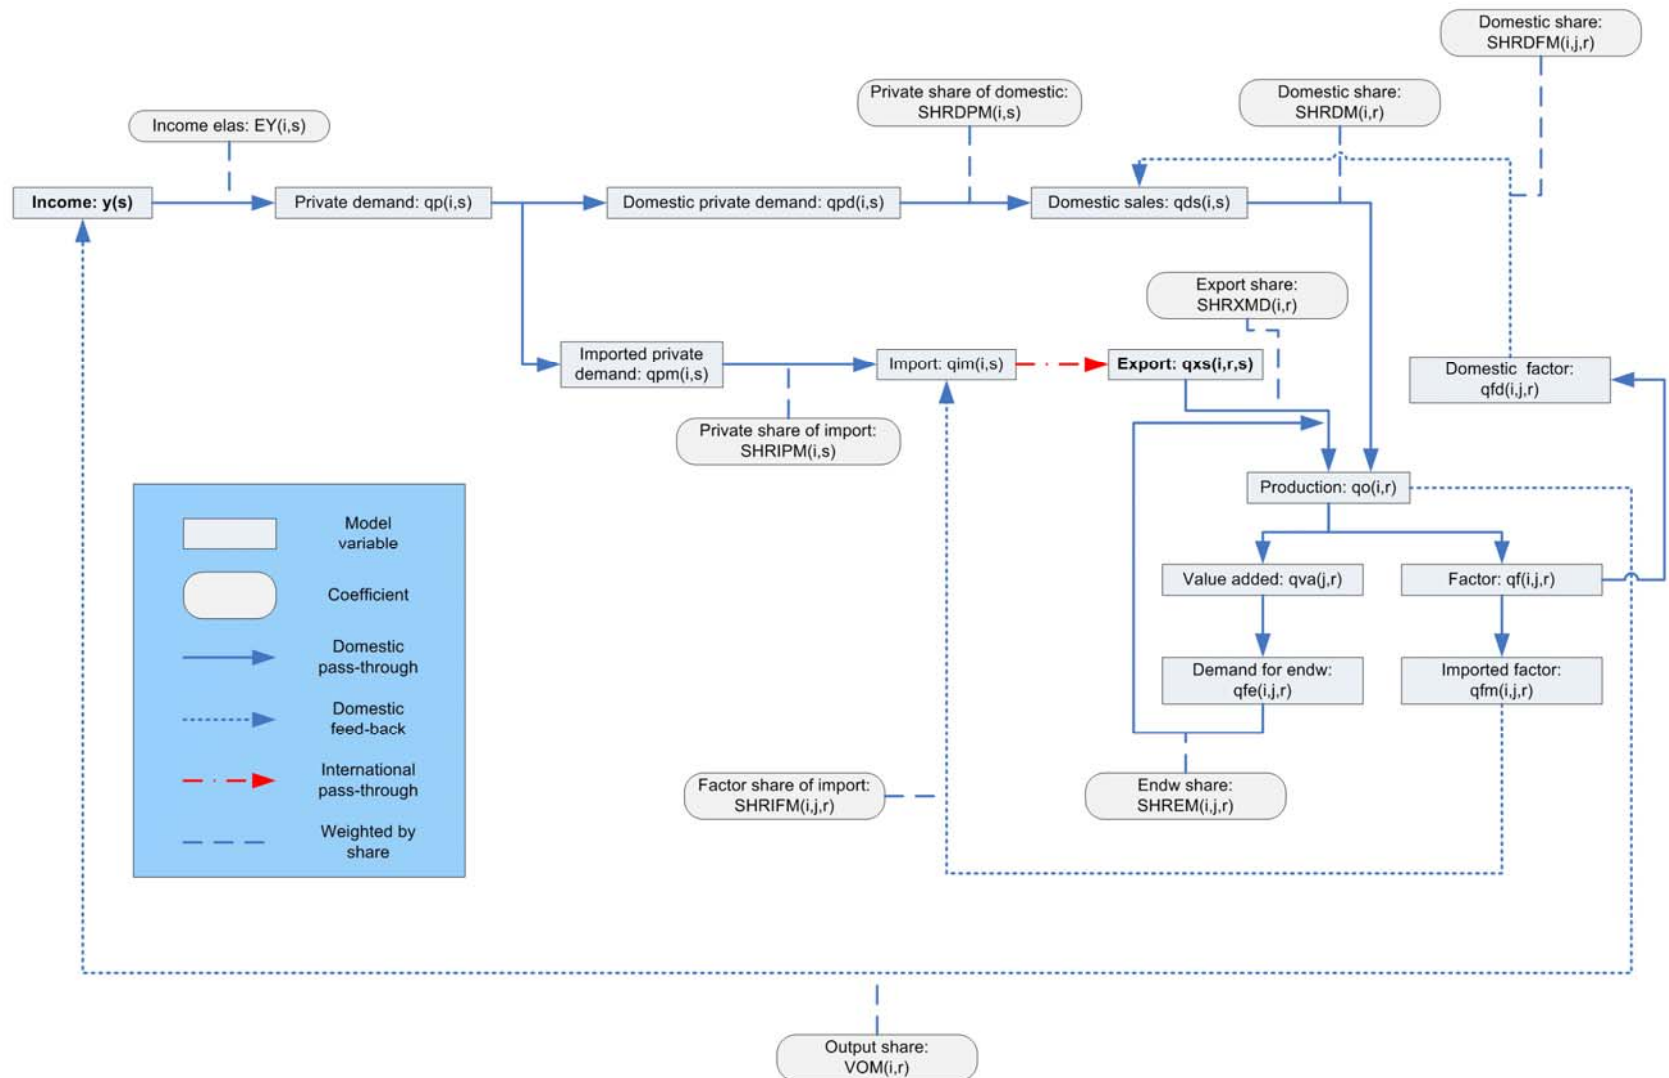 Domestic share:
SHRDFM(i,j,r)
Private share of domestic:
SHRDPM(i,s)
Domestic share:
SHRDM(i,r)
Income elas: EY(i,s)
Income: y(s)
Private demand: qp(i,s)
Domestic private demand: qpd(i,s)
Domestic sales: qds(i,s)
Export share:
SHRXMD(i,r)
Imported private
demand: qpm(i,s)
Import: qim(i,s)
Export: qxs(i,r,s)
Domestic factor:
qfd(i,j,r)
Private share of import:
SHRIPM(i,s)
Production: qo(i,r)
Model
variable
Coefficient
Domestic
pass-through
Domestic
feed-back
International
pass-through
Weighted by
share
Value added: qva(j,r)
Factor: qf(i,j,r)
Demand for endw:
qfe(i,j,r)
Imported factor:
qfm(i,j,r)
Factor share of import:
SHRIFM(i,j,r)
Endw share:
SHREM(i,j,r)
Output share:
VOM(i,r)